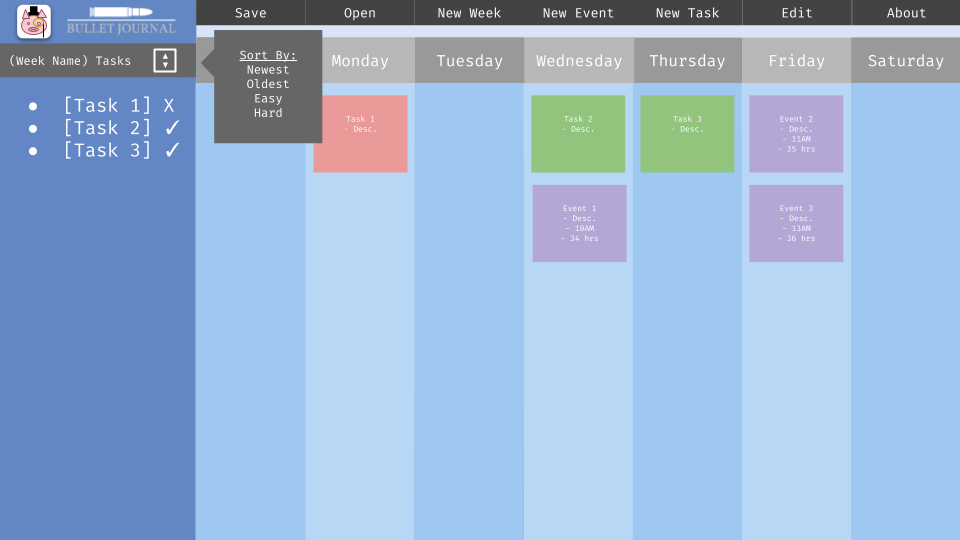 BULLET JOURNAL
Save
Open
New Week
New Event
New Task
Edit
About
(Week Name) Tasks
[Task 1] X
[Task 2] ✓
[Task 3] ✓
Sort By:
Newest
Oldest
Easy
Hard
Monday
Tuesday
Wednesday
Thursday
Friday
Saturday
Task 1
- Desc.
Task 2
- Desc.
Event 1
- Desc.
- 10AM
- 34 hrs
Task 3
- Desc.
Event 2
- Desc.
- 11AM
- 35 hrs
Event 3
- Desc.
- 13AM
- 36 hrs